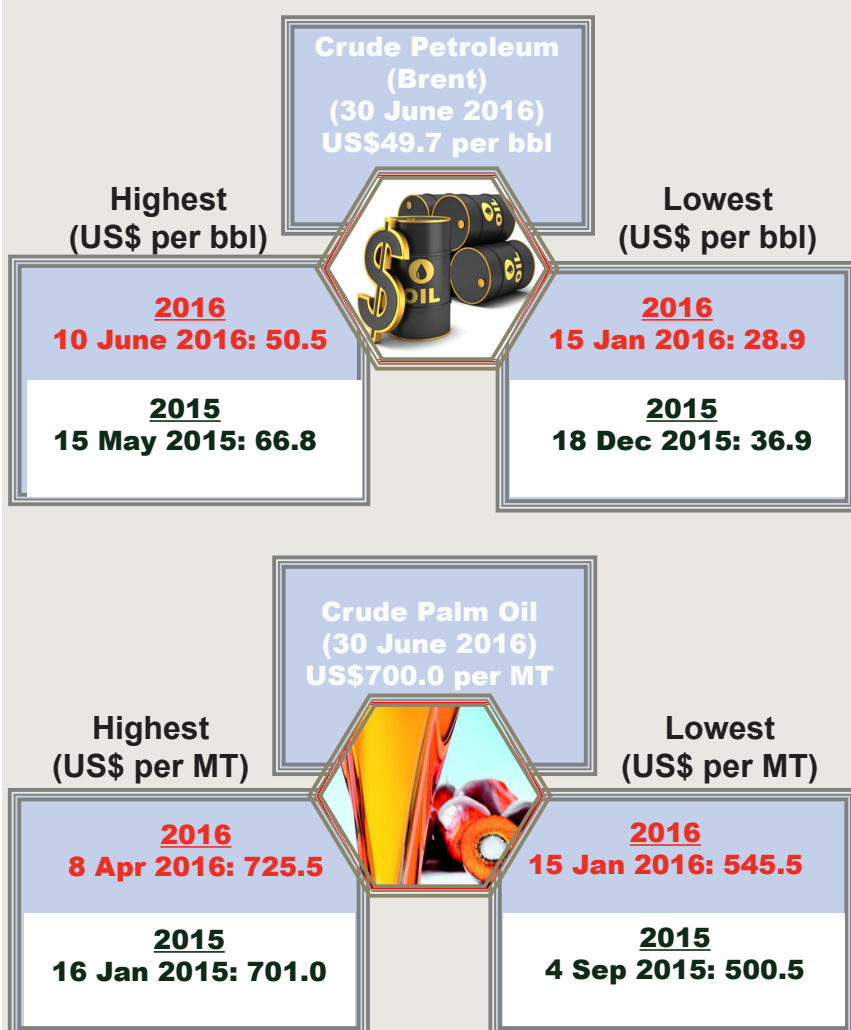 Crude Petroleum
(Brent)
(30 June 2016)
US$49.7 per bbl
Highest
(US$ per bbl)
Lowest
(US$ per bbl)
OIL
OIL
OIL
2016
10 June 2016: 50.5
2016
15 Jan 2016: 28.9
2015
15 May 2015: 66.8
2015
18 Dec 2015: 36.9
Crude Palm Oil
(30 June 2016)
US$700.0 per MT
Highest
(US$ per MT)
Lowest
(US$ per MT)
2016
8 Apr 2016: 725.5
2016
15 Jan 2016: 545.5
2015
16 Jan 2015: 701.0
2015
4 Sep 2015: 500.5